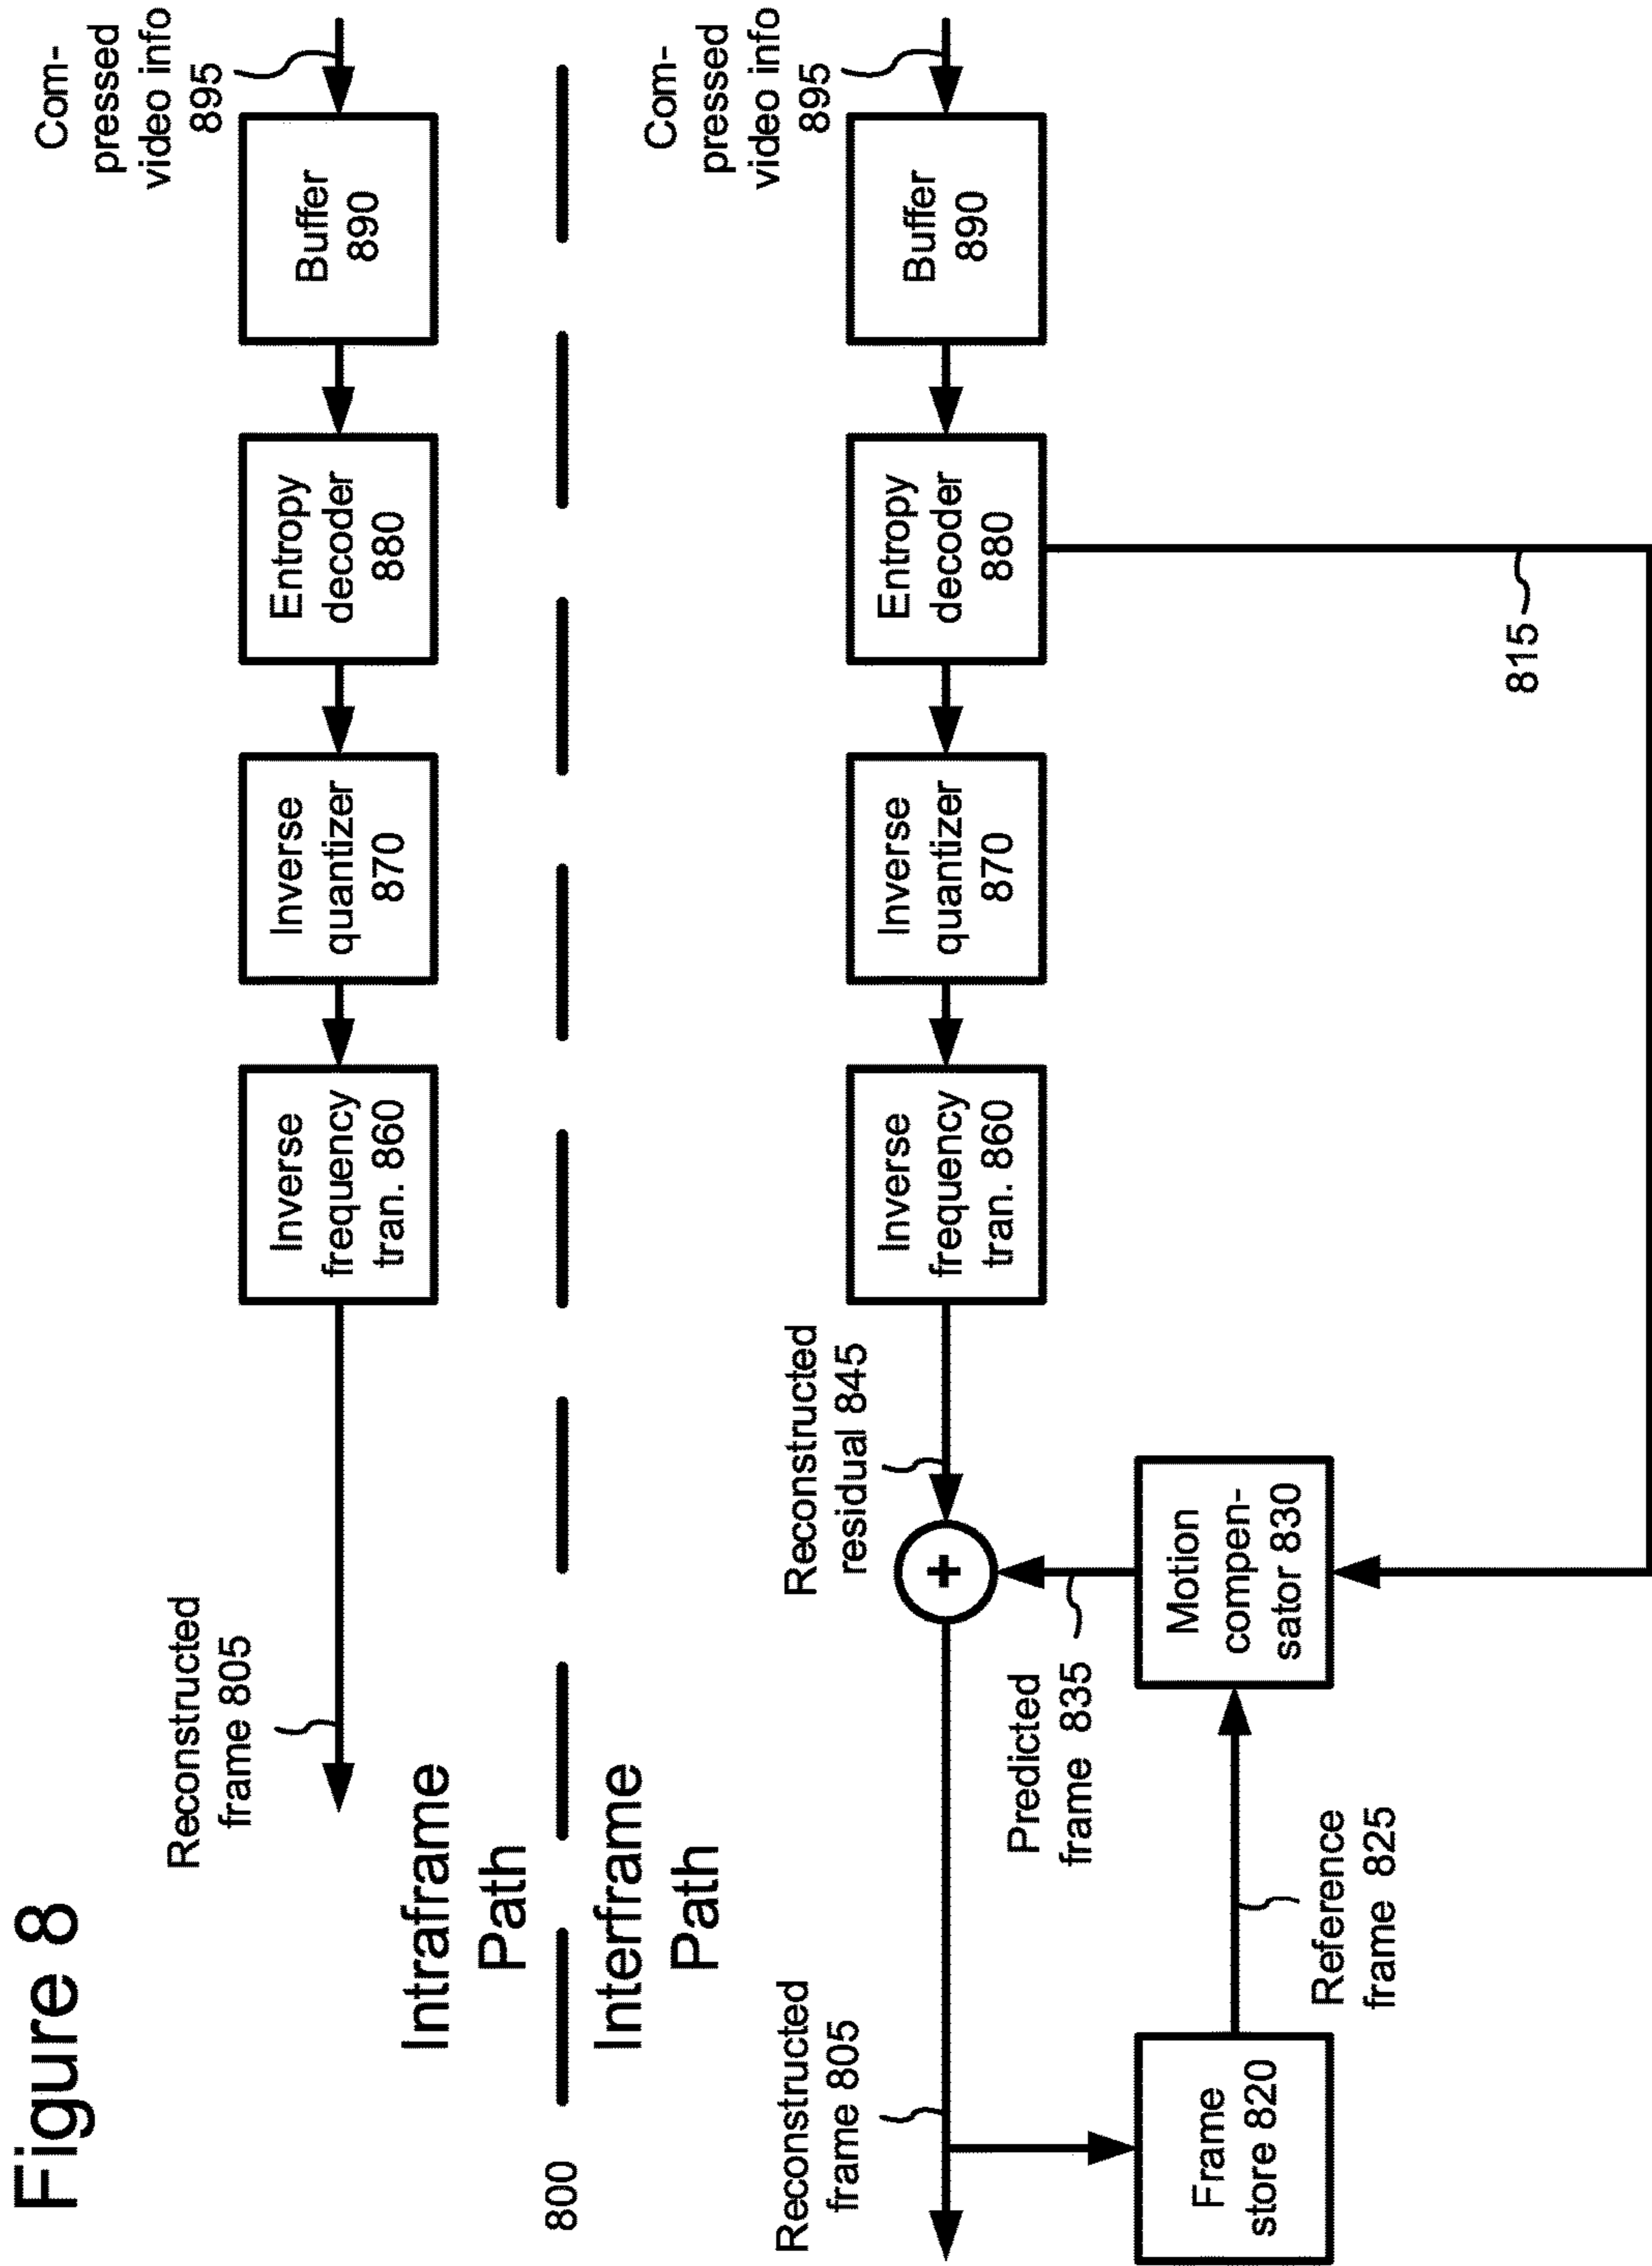 Figure 8
Reconstructed
frame 805
Inverse
frequency
tran. 860
Inverse
quantizer
870
Entropy
decoder
880
Buffer
890
Com-
pressed
video info
895
Intraframe
Path
800
Interframe
Path
Reconstructed
frame 805
Reconstructed
residual 845
+
Inverse
frequency
tran. 860
Inverse
quantizer
870
Entropy
decoder
880
Buffer
890
Com-
pressed
video info
895
Predicted
frame 835
Frame
store 820
Reference
frame 825
Motion
compen-
sator 830
815